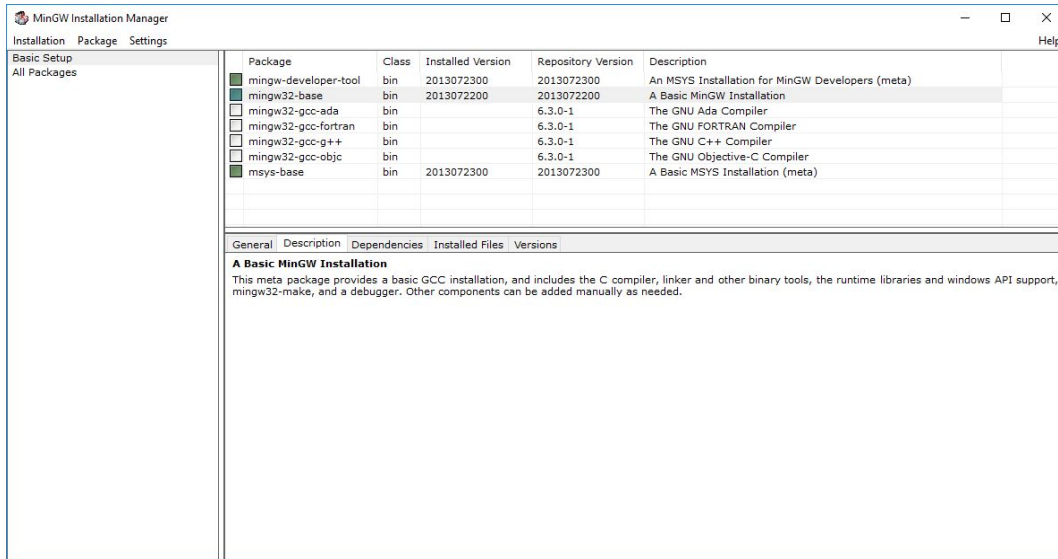 MinGW Installation Manager
Installation Package Settings Help
Basic Setup
All Packages
Package Class Installed Version Repository Version Description
mingw-developer-tool bin 2013072300 2013072300 An MSYS Installation for MinGW Developers (meta)
mingw32-base bin 2013072200 2013072200 A Basic MinGW Installation
mingw32-gcc-ada bin 6.3.0-1 The GNU Ada Compiler
mingw32-gcc-fortran bin 6.3.0-1 The GNU FORTRAN Compiler
mingw32-gcc-g++ bin 6.3.0-1 The GNU C++ Compiler
mingw32-gcc-objc bin 6.3.0-1 The GNU Objective-C Compiler
msys-base bin 2013072300 2013072300 A Basic MSYS Installation (meta)
General Description Dependencies Installed Files Versions
A Basic MinGW Installation
This meta package provides a basic GCC installation, and includes the C compiler, linker and other binary tools, the runtime libraries and windows API support,
mingw32-make, and a debugger. Other components can be added manually as needed.